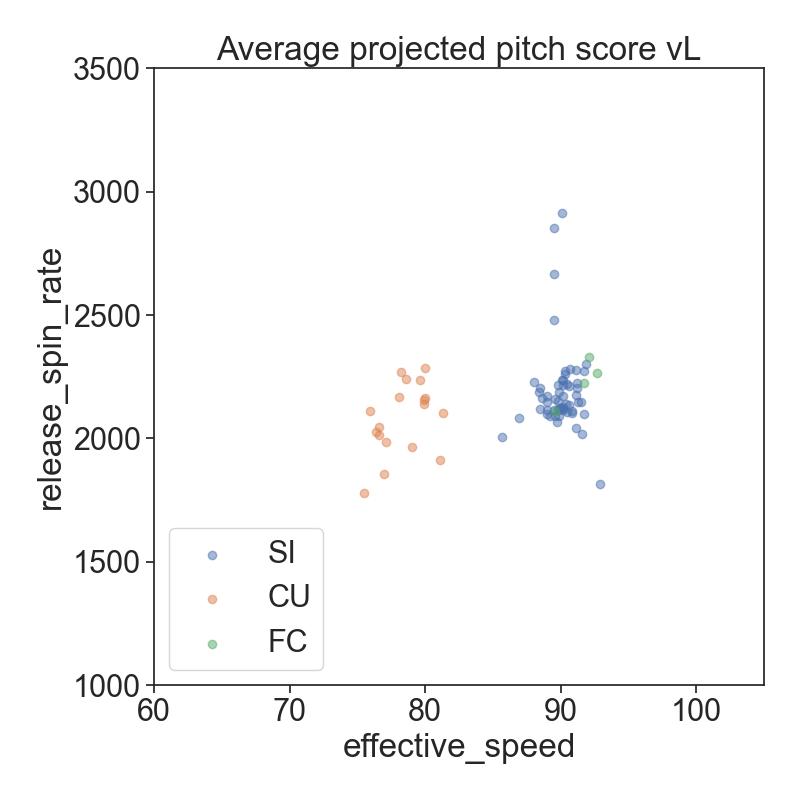 Average projected pitch score vL
3500
3000
2500
2000
1500
1000
release_spin_rate
SI
CU
FC
60 70 80 90 100
effective_speed